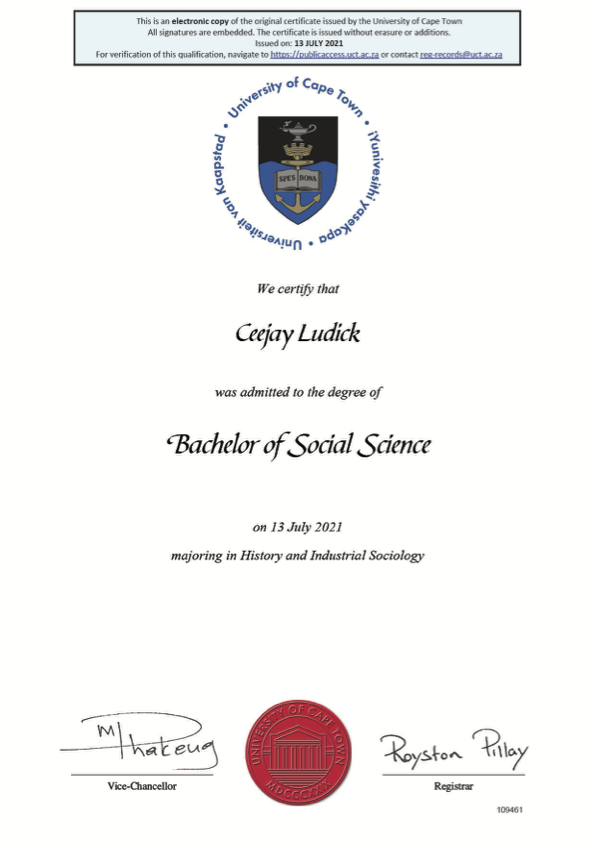 This is an electronic copy of the original certificate issued by the University of Cape Town
All signatures are embedded. The certificate is issued without erasure or additions.
Issued on: 13 JULY 2021
For verification of this qualification, navigate to https://publicaccess.uct.ac.za or contact reg-records@uct.ac.za
University of Cape Town • iYunivesithi yaseKapa • Universiteit van Kaapstad •
SPES BONA
We certify that
Ceejay Ludick
was admitted to the degree of
Bachelor of Social Science
on 13 July 2021
majoring in History and Industrial Sociology
M Phakeng
Royston Pillay
UNIVERSITY OF CAPE TOWN
MDCCCXXIX
Vice-Chancellor
Registrar
109461